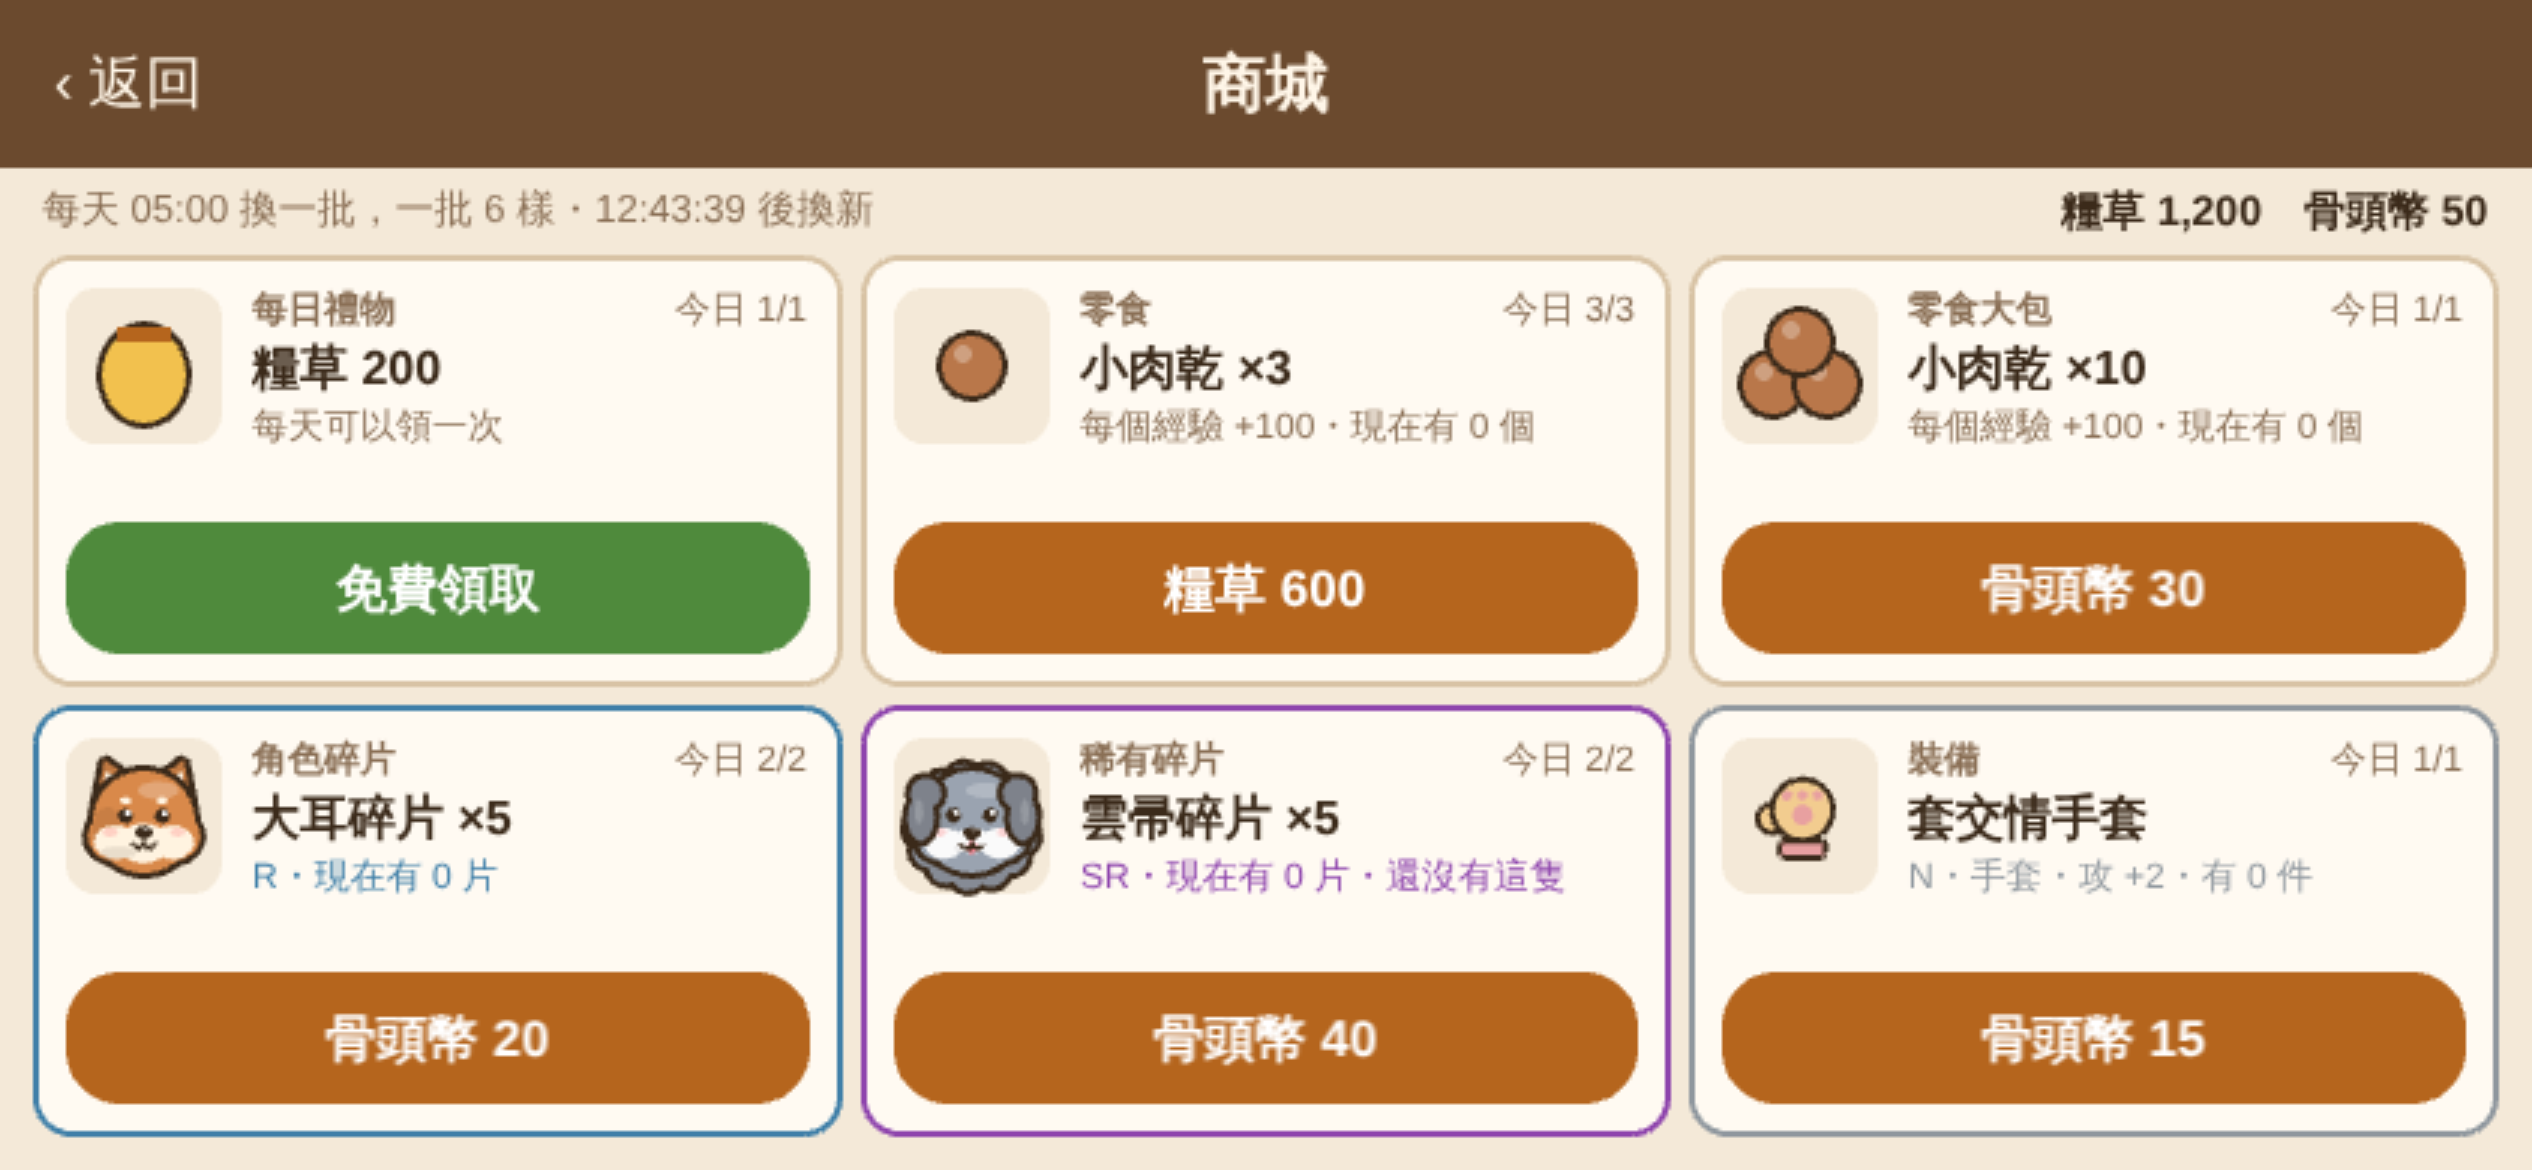 ‹ 返回
商城
每天 05:00 換一批，一批 6 樣・12:43:39 後換新
糧草 1,200 骨頭幣 50
每日禮物 今日 1/1
糧草 200
每天可以領一次
免費領取
零食 今日 3/3
小肉乾 ×3
每個經驗 +100・現在有 0 個
糧草 600
零食大包 今日 1/1
小肉乾 ×10
每個經驗 +100・現在有 0 個
骨頭幣 30
角色碎片 今日 2/2
大耳碎片 ×5
R・現在有 0 片
骨頭幣 20
稀有碎片 今日 2/2
雲帚碎片 ×5
SR・現在有 0 片・還沒有這隻
骨頭幣 40
裝備 今日 1/1
套交情手套
N・手套・攻 +2・有 0 件
骨頭幣 15